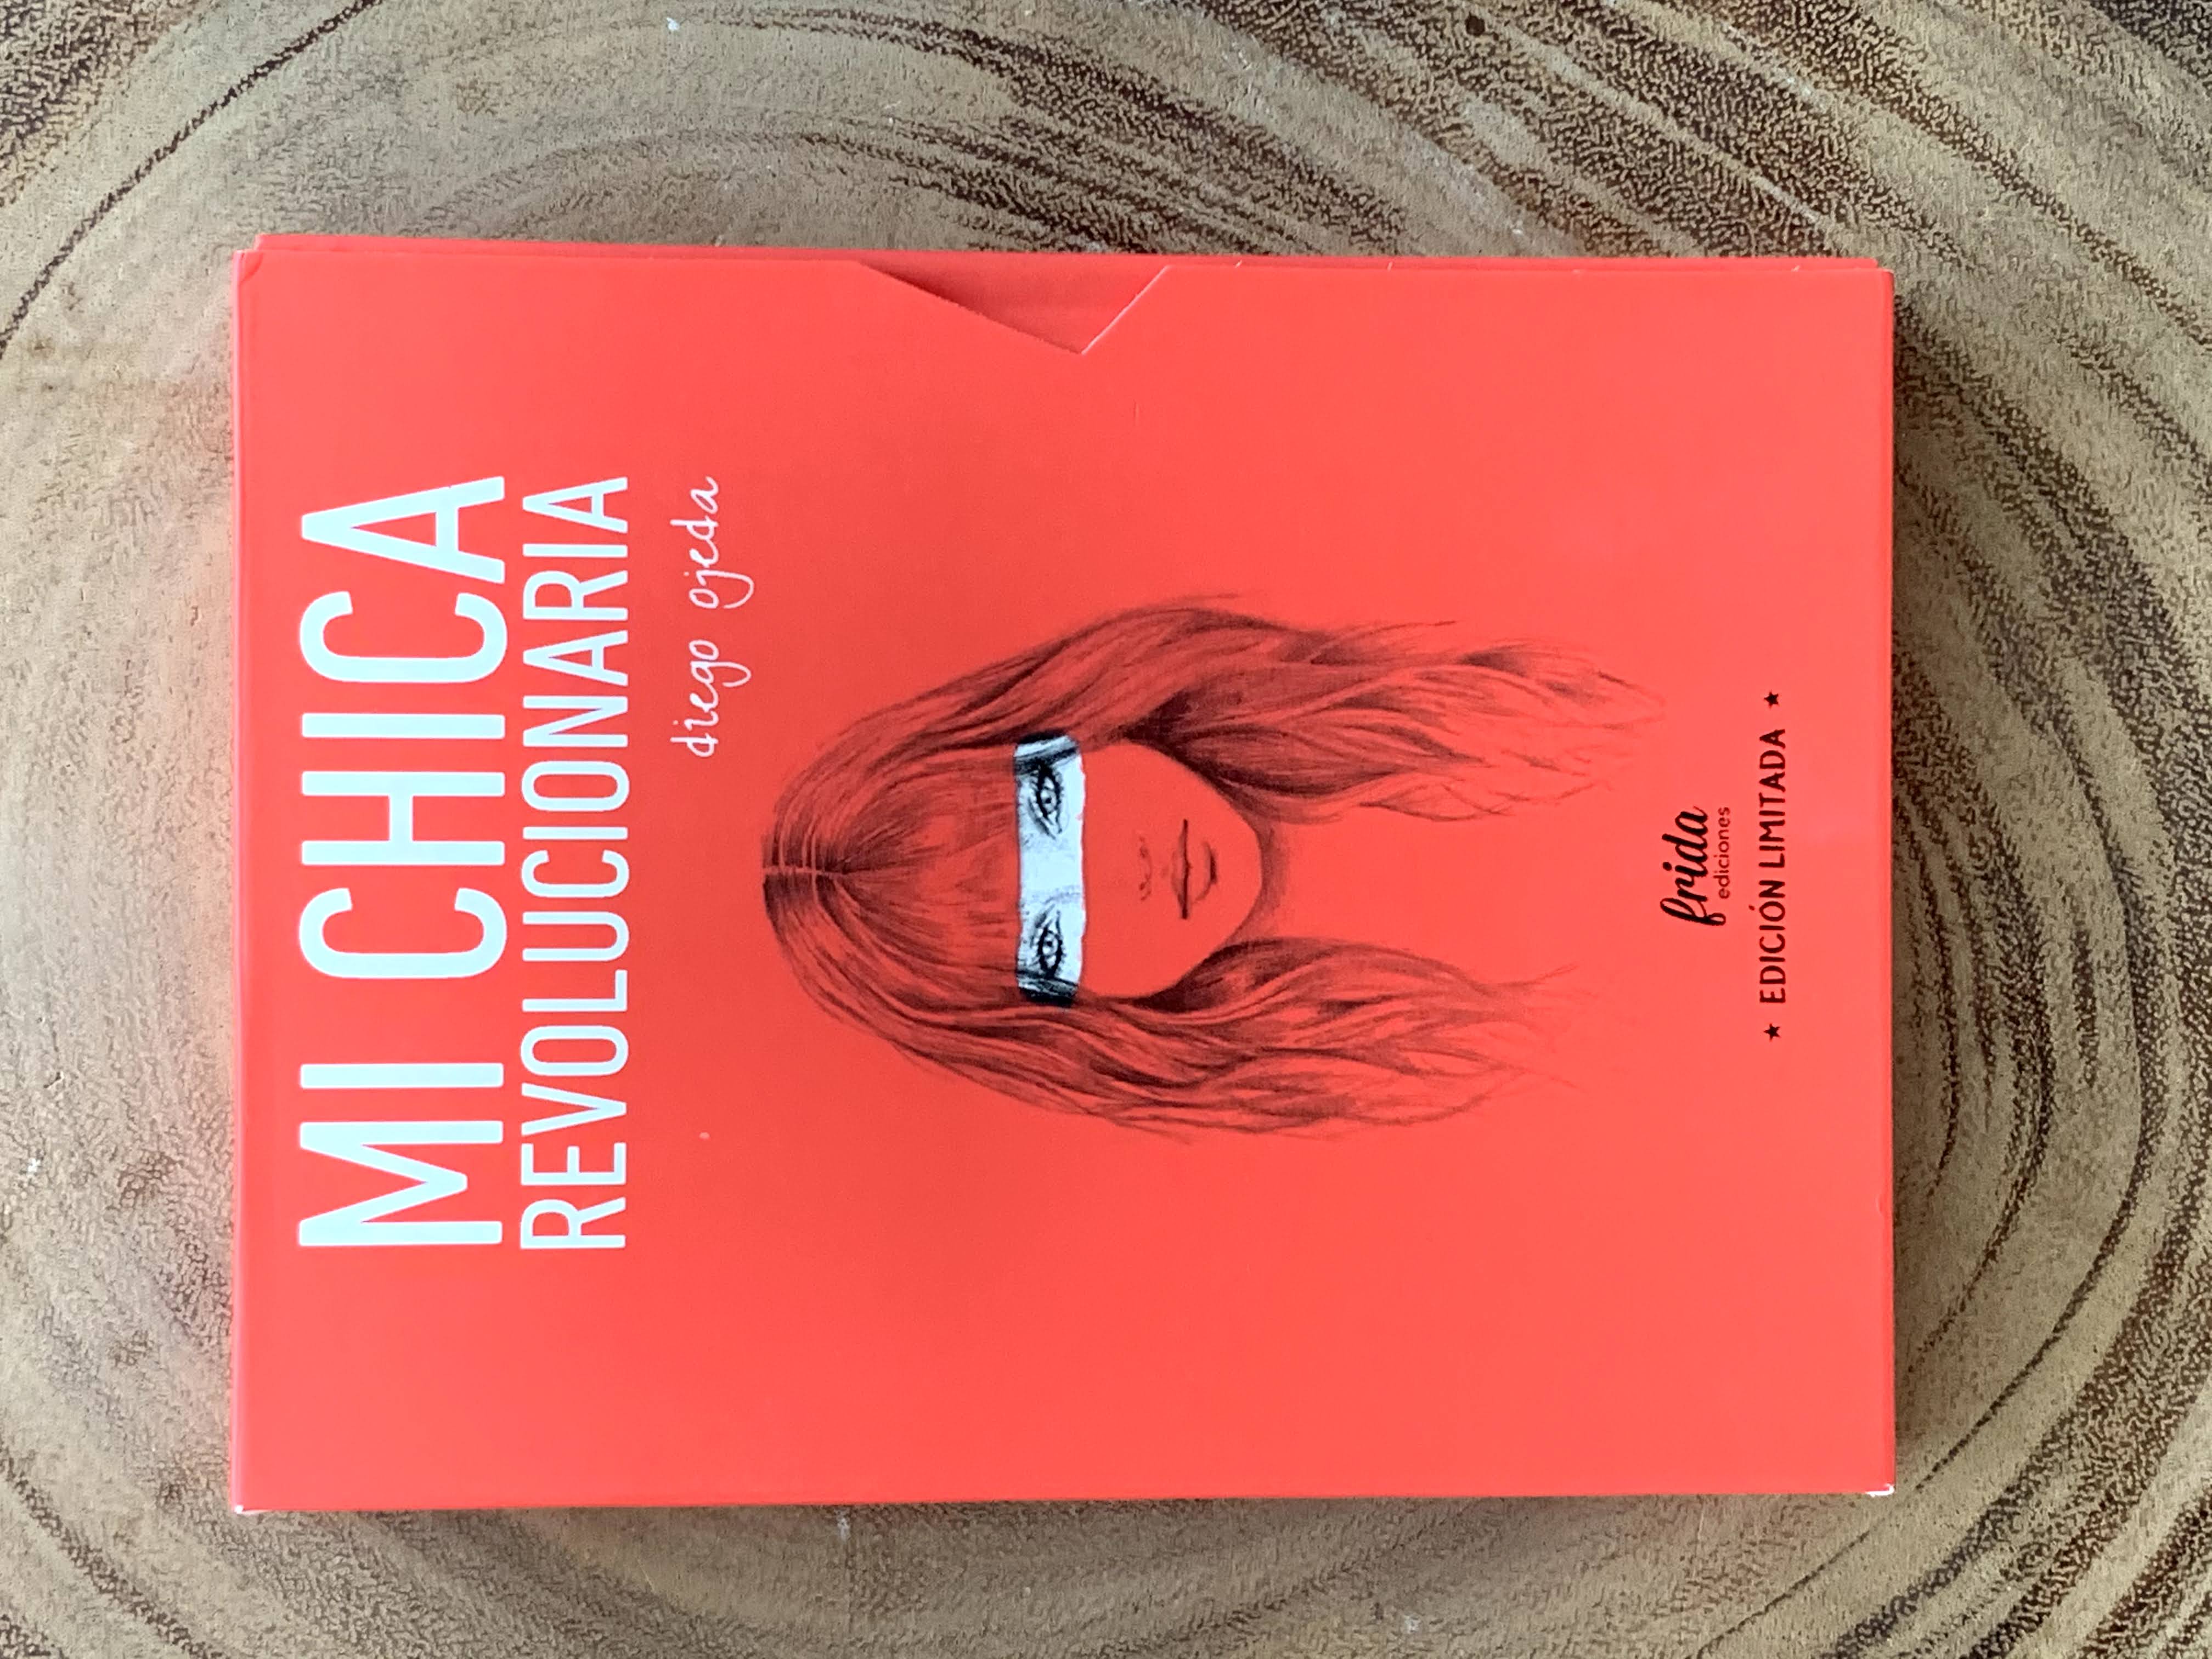 MI CHICA
REVOLUCIONARIA
diego ojeda
frida
ediciones
★ EDICIÓN LIMITADA ★